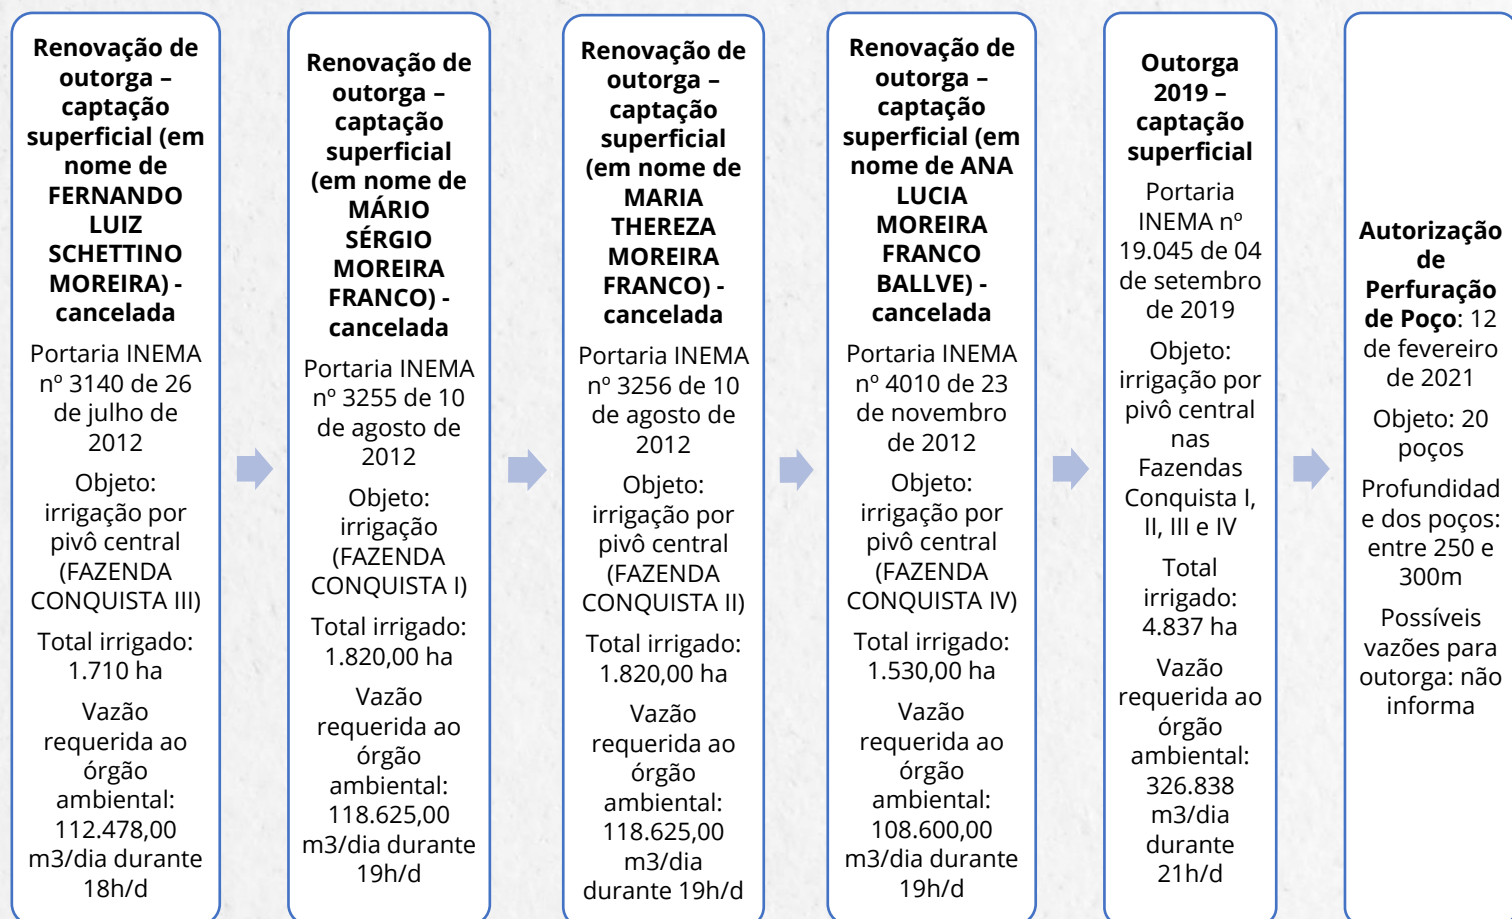 Renovação de
outorga –
captação
superficial (em
nome de
FERNANDO
LUIZ
SCHETTINO
MOREIRA) -
cancelada
Portaria INEMA
nº 3140 de 26
de julho de
2012
Objeto:
irrigação por
pivô central
(FAZENDA
CONQUISTA III)
Total irrigado:
1.710 ha
Vazão
requerida ao
órgão
ambiental:
112.478,00
m3/dia durante
18h/d
Renovação de
outorga –
captação
superficial
(em nome de
MÁRIO
SÉRGIO
MOREIRA
FRANCO) -
cancelada
Portaria INEMA
nº 3255 de 10
de agosto de
2012
Objeto:
irrigação
(FAZENDA
CONQUISTA I)
Total irrigado:
1.820,00 ha
Vazão
requerida ao
órgão
ambiental:
118.625,00
m3/dia durante
19h/d
Renovação de
outorga –
captação
superficial
(em nome de
MARIA
THEREZA
MOREIRA
FRANCO) -
cancelada
Portaria INEMA
nº 3256 de 10
de agosto de
2012
Objeto:
irrigação por
pivô central
(FAZENDA
CONQUISTA II)
Total irrigado:
1.820,00 ha
Vazão
requerida ao
órgão
ambiental:
118.625,00
m3/dia
durante 19h/d
Renovação de
outorga –
captação
superficial (em
nome de ANA
LUCIA
MOREIRA
FRANCO
BALLVE) -
cancelada
Portaria INEMA
nº 4010 de 23
de novembro
de 2012
Objeto:
irrigação por
pivô central
(FAZENDA
CONQUISTA IV)
Total irrigado:
1.530,00 ha
Vazão
requerida ao
órgão
ambiental:
108.600,00
m3/dia durante
19h/d
Outorga
2019 –
captação
superficial
Portaria
INEMA nº
19.045 de 04
de setembro
de 2019
Objeto:
irrigação por
pivô central
nas
Fazendas
Conquista I,
II, III e IV
Total
irrigado:
4.837 ha
Vazão
requerida ao
órgão
ambiental:
326.838
m3/dia
durante
21h/d
Autorização
de
Perfuração
de Poço: 12
de fevereiro
de 2021
Objeto: 20
poços
Profundidad
e dos poços:
entre 250 e
300m
Possíveis
vazões para
outorga: não
informa